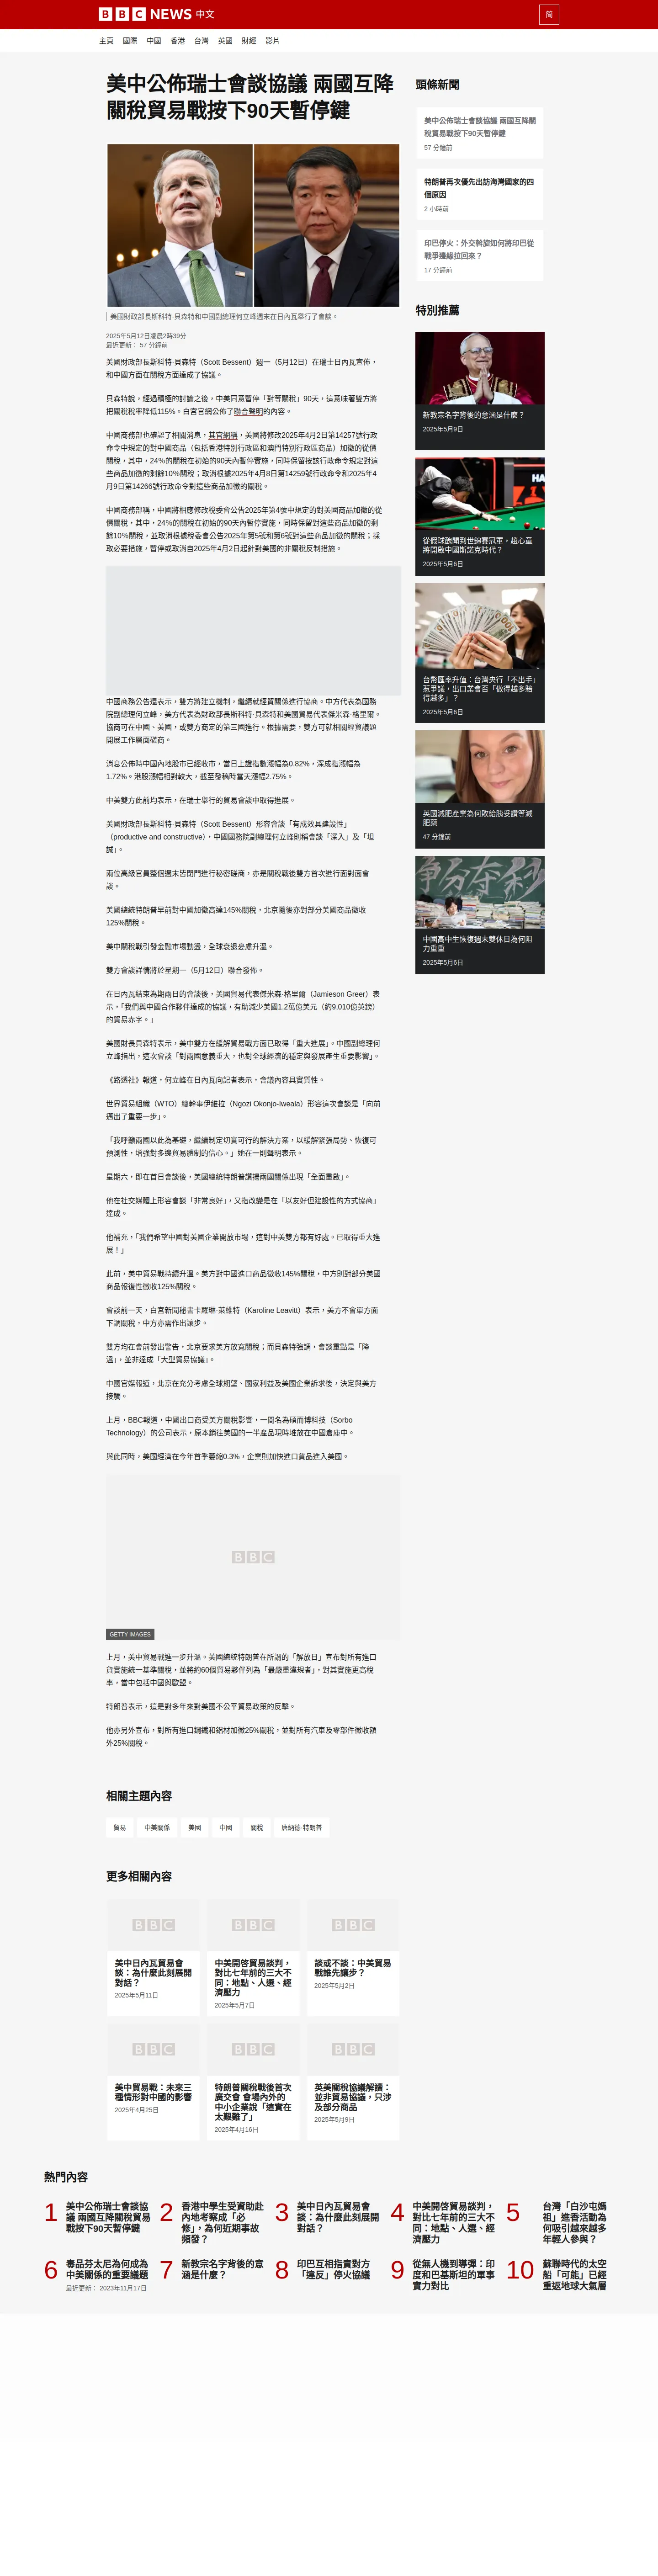 BBC NEWS 中文
简
主頁 國際 中國 香港 台灣 英國 財經 影片
美中公佈瑞士會談協議 兩國互降
關稅貿易戰按下90天暫停鍵
美國財政部長斯科特·貝森特和中國副總理何立峰週末在日內瓦舉行了會談。
2025年5月12日凌晨2時39分
最近更新： 57 分鐘前
美國財政部長斯科特·貝森特（Scott Bessent）週一（5月12日）在瑞士日內瓦宣佈，
和中國方面在關稅方面達成了協議。
貝森特說，經過積極的討論之後，中美同意暫停「對等關稅」90天，這意味著雙方將
把關稅稅率降低115%。白宮官網公佈了聯合聲明的內容。
中國商務部也確認了相關消息，其官網稱，美國將修改2025年4月2日第14257號行政
命令中規定的對中國商品（包括香港特別行政區和澳門特別行政區商品）加徵的從價
關稅，其中，24％的關稅在初始的90天內暫停實施，同時保留按該行政命令規定對這
些商品加徵的剩餘10％關稅；取消根據2025年4月8日第14259號行政命令和2025年4
月9日第14266號行政命令對這些商品加徵的關稅。
中國商務部稱，中國將相應修改稅委會公告2025年第4號中規定的對美國商品加徵的從
價關稅，其中，24％的關稅在初始的90天內暫停實施，同時保留對這些商品加徵的剩
餘10％關稅，並取消根據稅委會公告2025年第5號和第6號對這些商品加徵的關稅；採
取必要措施，暫停或取消自2025年4月2日起針對美國的非關稅反制措施。
中國商務公告還表示，雙方將建立機制，繼續就經貿關係進行協商。中方代表為國務
院副總理何立峰，美方代表為財政部長斯科特·貝森特和美國貿易代表傑米森·格里爾。
協商可在中國、美國，或雙方商定的第三國進行。根據需要，雙方可就相關經貿議題
開展工作層面磋商。
消息公佈時中國內地股市已經收市，當日上證指數漲幅為0.82%，深成指漲幅為
1.72%。港股漲幅相對較大，截至發稿時當天漲幅2.75%。
中美雙方此前均表示，在瑞士舉行的貿易會談中取得進展。
美國財政部長斯科特·貝森特（Scott Bessent）形容會談「有成效具建設性」
（productive and constructive），中國國務院副總理何立峰則稱會談「深入」及「坦
誠」。
兩位高級官員整個週末皆閉門進行秘密磋商，亦是關稅戰後雙方首次進行面對面會
談。
美國總統特朗普早前對中國加徵高達145%關稅，北京隨後亦對部分美國商品徵收
125%關稅。
美中關稅戰引發金融市場動盪，全球衰退憂慮升溫。
雙方會談詳情將於星期一（5月12日）聯合發佈。
在日內瓦結束為期兩日的會談後，美國貿易代表傑米森·格里爾（Jamieson Greer）表
示，「我們與中國合作夥伴達成的協議，有助減少美國1.2萬億美元（約9,010億英鎊）
的貿易赤字。」
美國財長貝森特表示，美中雙方在緩解貿易戰方面已取得「重大進展」。中國副總理何
立峰指出，這次會談「對兩國意義重大，也對全球經濟的穩定與發展產生重要影響」。
《路透社》報道，何立峰在日內瓦向記者表示，會議內容具實質性。
世界貿易組織（WTO）總幹事伊維拉（Ngozi Okonjo-Iweala）形容這次會談是「向前
邁出了重要一步」。
「我呼籲兩國以此為基礎，繼續制定切實可行的解決方案，以緩解緊張局勢、恢復可
預測性，增強對多邊貿易體制的信心。」她在一則聲明表示。
星期六，即在首日會談後，美國總統特朗普讚揚兩國關係出現「全面重啟」。
他在社交媒體上形容會談「非常良好」，又指改變是在「以友好但建設性的方式協商」
達成。
他補充，「我們希望中國對美國企業開放市場，這對中美雙方都有好處。已取得重大進
展！」
此前，美中貿易戰持續升溫。美方對中國進口商品徵收145%關稅，中方則對部分美國
商品報復性徵收125%關稅。
會談前一天，白宮新聞秘書卡羅琳·萊維特（Karoline Leavitt）表示，美方不會單方面
下調關稅，中方亦需作出讓步。
雙方均在會前發出警告，北京要求美方放寬關稅；而貝森特強調，會談重點是「降
溫」，並非達成「大型貿易協議」。
中國官媒報道，北京在充分考慮全球期望、國家利益及美國企業訴求後，決定與美方
接觸。
上月，BBC報道，中國出口商受美方關稅影響，一間名為碩而博科技（Sorbo
Technology）的公司表示，原本銷往美國的一半產品現時堆放在中國倉庫中。
與此同時，美國經濟在今年首季萎縮0.3%，企業則加快進口貨品進入美國。
BBC
GETTY IMAGES
上月，美中貿易戰進一步升溫。美國總統特朗普在所謂的「解放日」宣布對所有進口
貨實施統一基準關稅，並將約60個貿易夥伴列為「最嚴重違規者」，對其實施更高稅
率，當中包括中國與歐盟。
特朗普表示，這是對多年來對美國不公平貿易政策的反擊。
他亦另外宣布，對所有進口鋼鐵和鋁材加徵25%關稅，並對所有汽車及零部件徵收額
外25%關稅。
相關主題內容
貿易 中美關係 美國 中國 關稅 唐納德·特朗普
更多相關內容
BBC BBC BBC
美中日內瓦貿易會
談：為什麼此刻展開
對話？
2025年5月11日
中美開啓貿易談判，
對比七年前的三大不
同：地點、人選、經
濟壓力
2025年5月7日
談或不談：中美貿易
戰誰先讓步？
2025年5月2日
BBC BBC BBC
美中貿易戰：未來三
種情形對中國的影響
2025年4月25日
特朗普關稅戰後首次
廣交會 會場內外的
中小企業說「這實在
太艱難了」
2025年4月16日
英美關稅協議解讀：
並非貿易協議，只涉
及部分商品
2025年5月9日
頭條新聞
美中公佈瑞士會談協議 兩國互降關
稅貿易戰按下90天暫停鍵
57 分鐘前
特朗普再次優先出訪海灣國家的四
個原因
2 小時前
印巴停火：外交斡旋如何將印巴從
戰爭邊緣拉回來？
17 分鐘前
特別推薦
新教宗名字背後的意涵是什麼？
2025年5月9日
從假球醜聞到世錦賽冠軍，趙心童
將開啟中國斯諾克時代？
2025年5月6日
台幣匯率升值：台灣央行「不出手」
惹爭議，出口業會否「做得越多賠
得越多」？
2025年5月6日
英國減肥產業為何敗給胰妥讚等減
肥藥
47 分鐘前
中國高中生恢復週末雙休日為何阻
力重重
2025年5月6日
熱門內容
1 美中公佈瑞士會談協
議 兩國互降關稅貿易
戰按下90天暫停鍵
2 香港中學生受資助赴
內地考察成「必
修」，為何近期事故
頻發？
3 美中日內瓦貿易會
談：為什麼此刻展開
對話？
4 中美開啓貿易談判，
對比七年前的三大不
同：地點、人選、經
濟壓力
5 台灣「白沙屯媽
祖」進香活動為
何吸引越來越多
年輕人參與？
6 毒品芬太尼為何成為
中美關係的重要議題
最近更新： 2023年11月17日
7 新教宗名字背後的意
涵是什麼？
8 印巴互相指責對方
「違反」停火協議
9 從無人機到導彈：印
度和巴基斯坦的軍事
實力對比
10 蘇聯時代的太空
船「可能」已經
重返地球大氣層